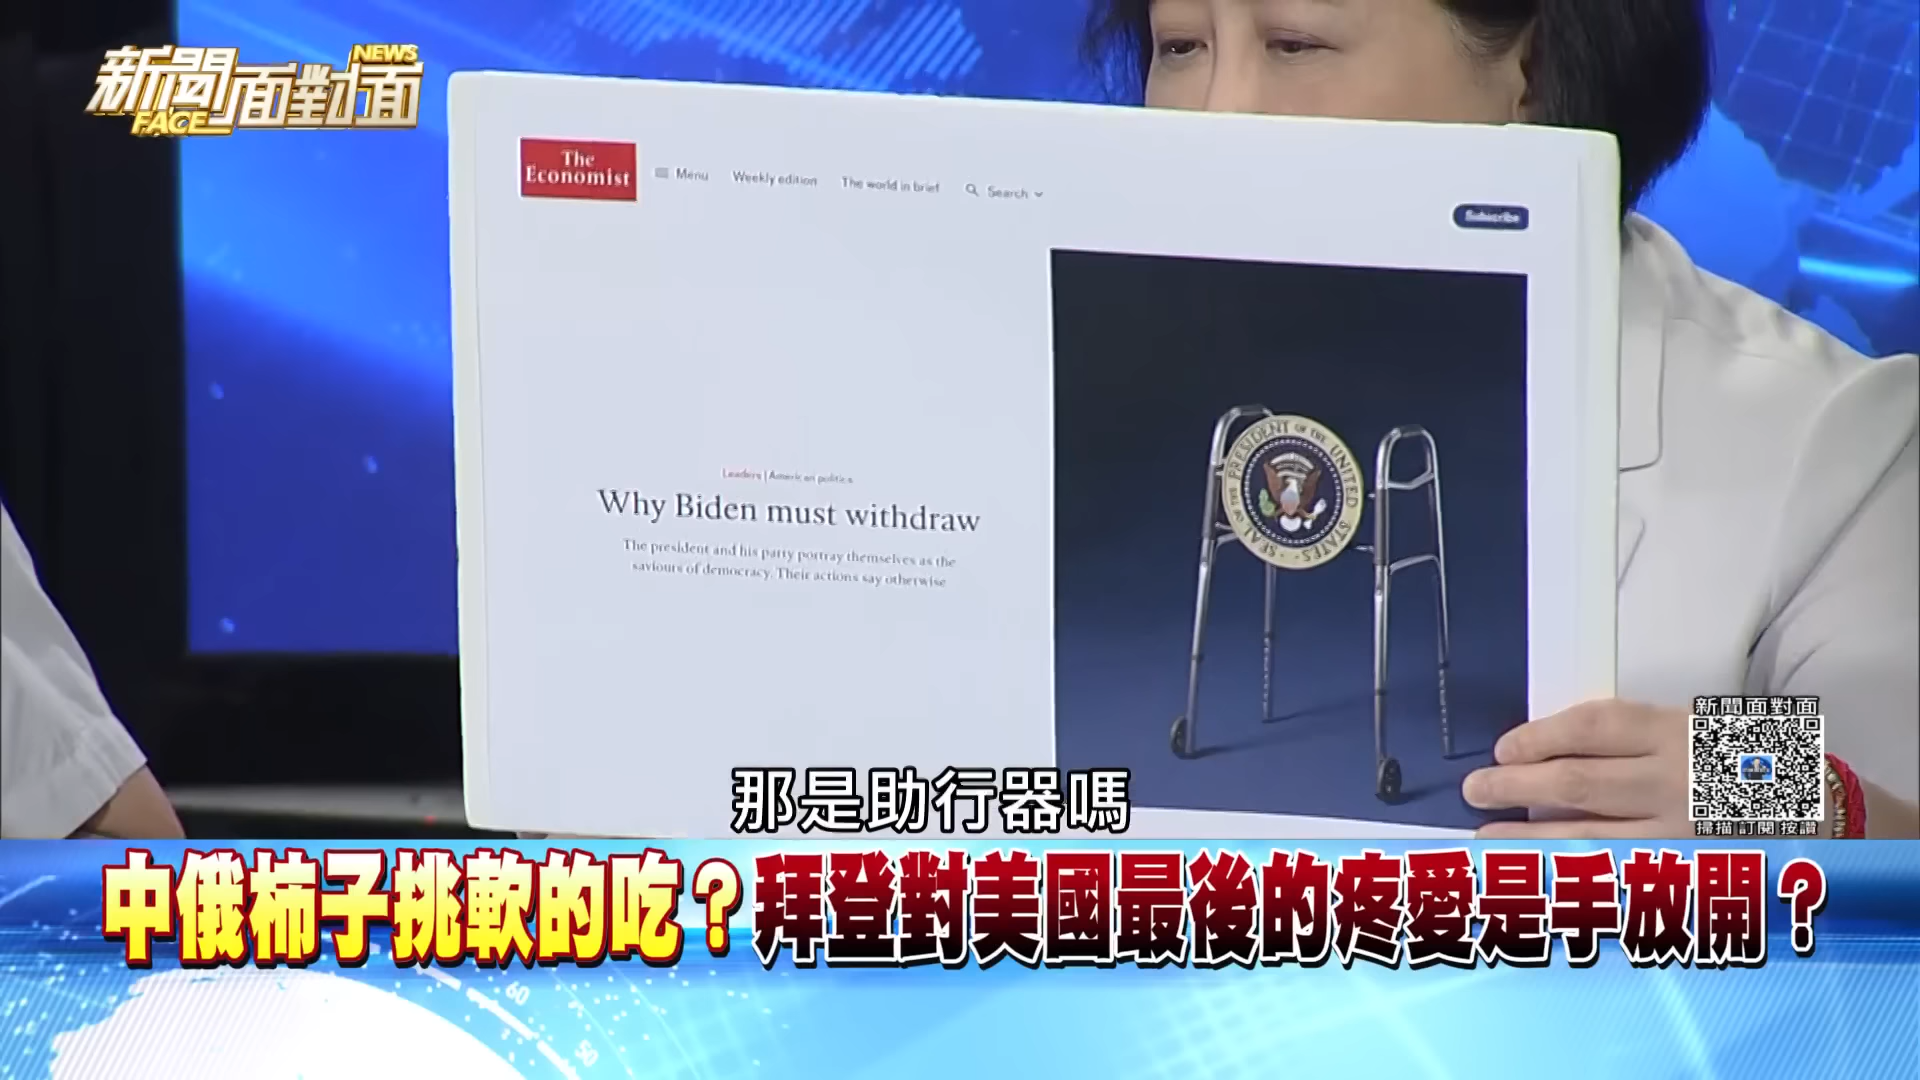 新聞面對面
NEWS
FACE
The
Economist
Menu
Weekly edition
The world in brief
Search
Subscribe
Leaders | American politics
Why Biden must withdraw
The president and his party portray themselves as the
saviours of democracy. Their actions say otherwise
SEAL OF THE PRESIDENT OF THE UNITED STATES
新聞面對面
掃描 訂閱 按讚
那是助行器嗎
中俄柿子挑軟的吃？拜登對美國最後的疼愛是手放開？
60
50